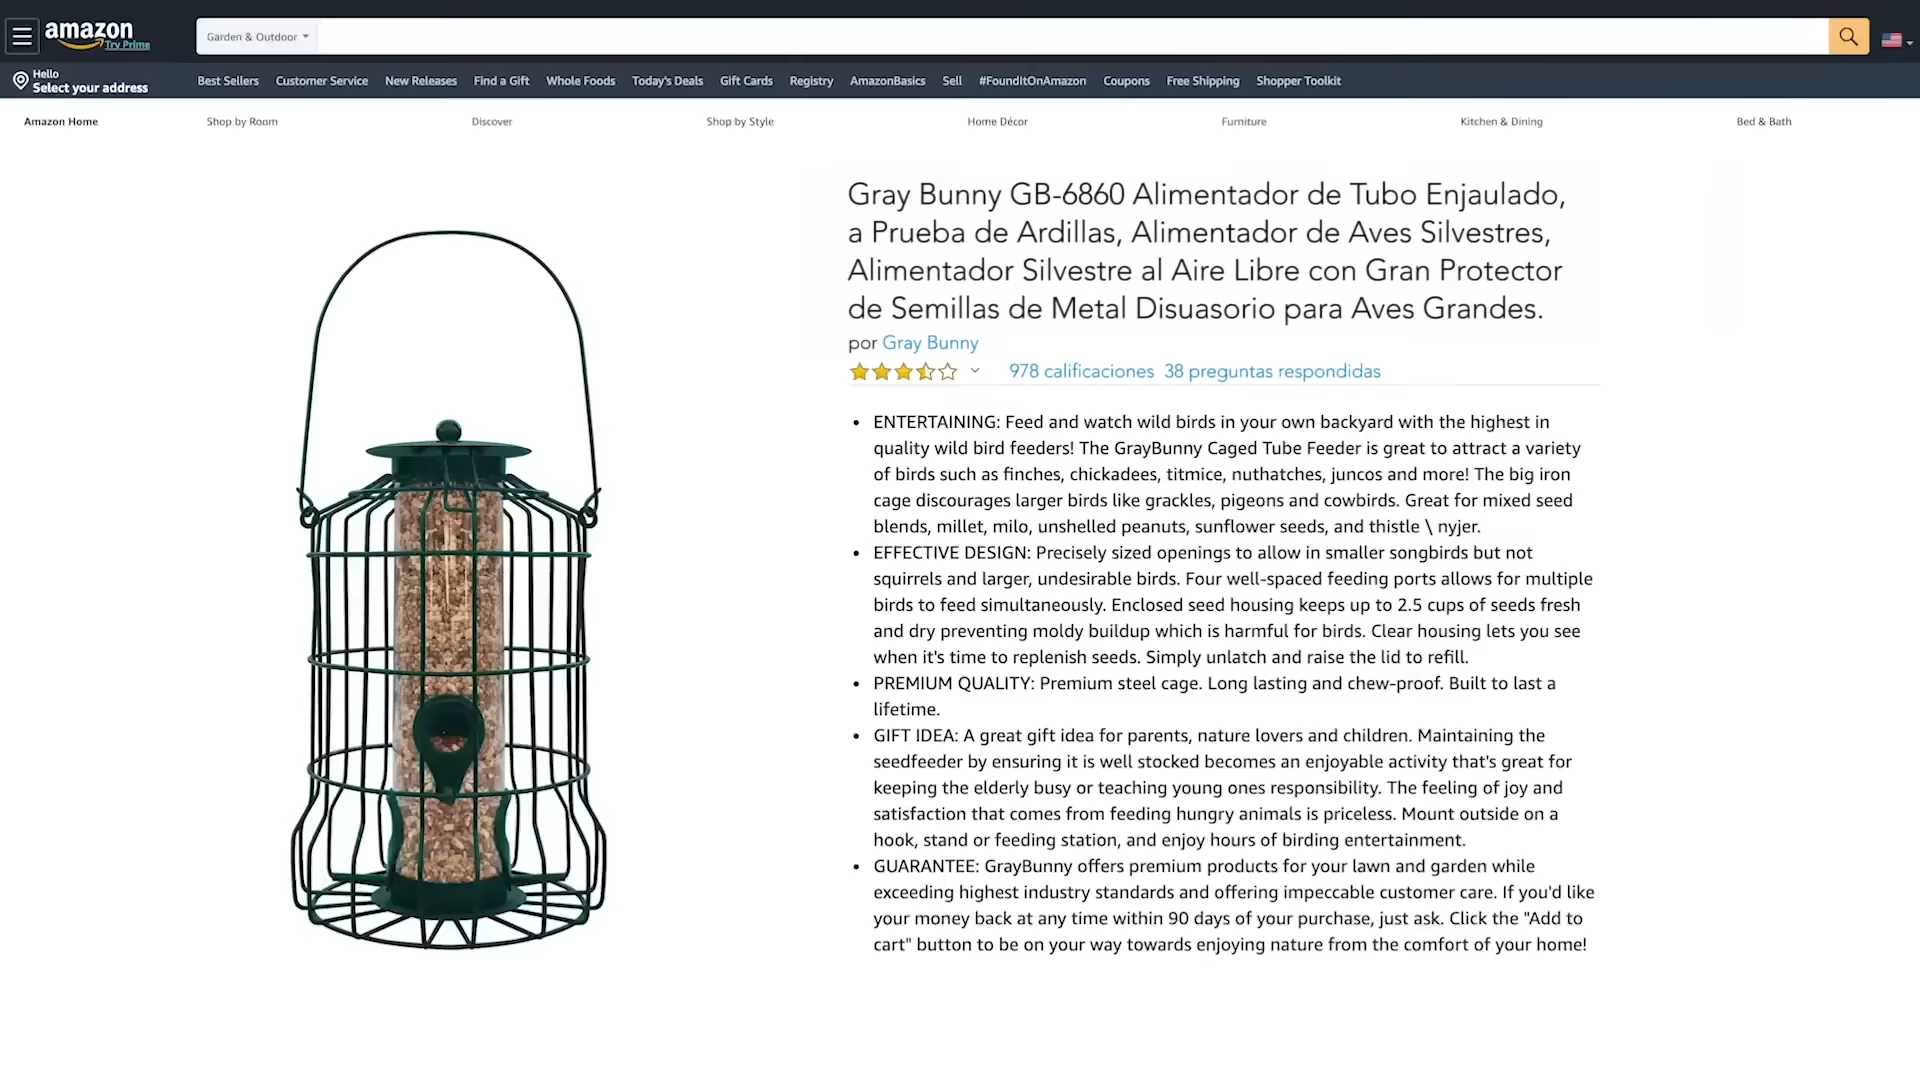 amazon
Try Prime
Garden & Outdoor
Hello
Select your address
Best Sellers Customer Service New Releases Find a Gift Whole Foods Today's Deals Gift Cards Registry AmazonBasics Sell #FoundItOnAmazon Coupons Free Shipping Shopper Toolkit
Amazon Home Shop by Room Discover Shop by Style Home Décor Furniture Kitchen & Dining Bed & Bath
Gray Bunny GB-6860 Alimentador de Tubo Enjaulado,
a Prueba de Ardillas, Alimentador de Aves Silvestres,
Alimentador Silvestre al Aire Libre con Gran Protector
de Semillas de Metal Disuasorio para Aves Grandes.
por Gray Bunny
978 calificaciones 38 preguntas respondidas
• ENTERTAINING: Feed and watch wild birds in your own backyard with the highest in
quality wild bird feeders! The GrayBunny Caged Tube Feeder is great to attract a variety
of birds such as finches, chickadees, titmice, nuthatches, juncos and more! The big iron
cage discourages larger birds like grackles, pigeons and cowbirds. Great for mixed seed
blends, millet, milo, unshelled peanuts, sunflower seeds, and thistle \ nyjer.
• EFFECTIVE DESIGN: Precisely sized openings to allow in smaller songbirds but not
squirrels and larger, undesirable birds. Four well-spaced feeding ports allows for multiple
birds to feed simultaneously. Enclosed seed housing keeps up to 2.5 cups of seeds fresh
and dry preventing moldy buildup which is harmful for birds. Clear housing lets you see
when it's time to replenish seeds. Simply unlatch and raise the lid to refill.
• PREMIUM QUALITY: Premium steel cage. Long lasting and chew-proof. Built to last a
lifetime.
• GIFT IDEA: A great gift idea for parents, nature lovers and children. Maintaining the
seedfeeder by ensuring it is well stocked becomes an enjoyable activity that's great for
keeping the elderly busy or teaching young ones responsibility. The feeling of joy and
satisfaction that comes from feeding hungry animals is priceless. Mount outside on a
hook, stand or feeding station, and enjoy hours of birding entertainment.
• GUARANTEE: GrayBunny offers premium products for your lawn and garden while
exceeding highest industry standards and offering impeccable customer care. If you'd like
your money back at any time within 90 days of your purchase, just ask. Click the "Add to
cart" button to be on your way towards enjoying nature from the comfort of your home!